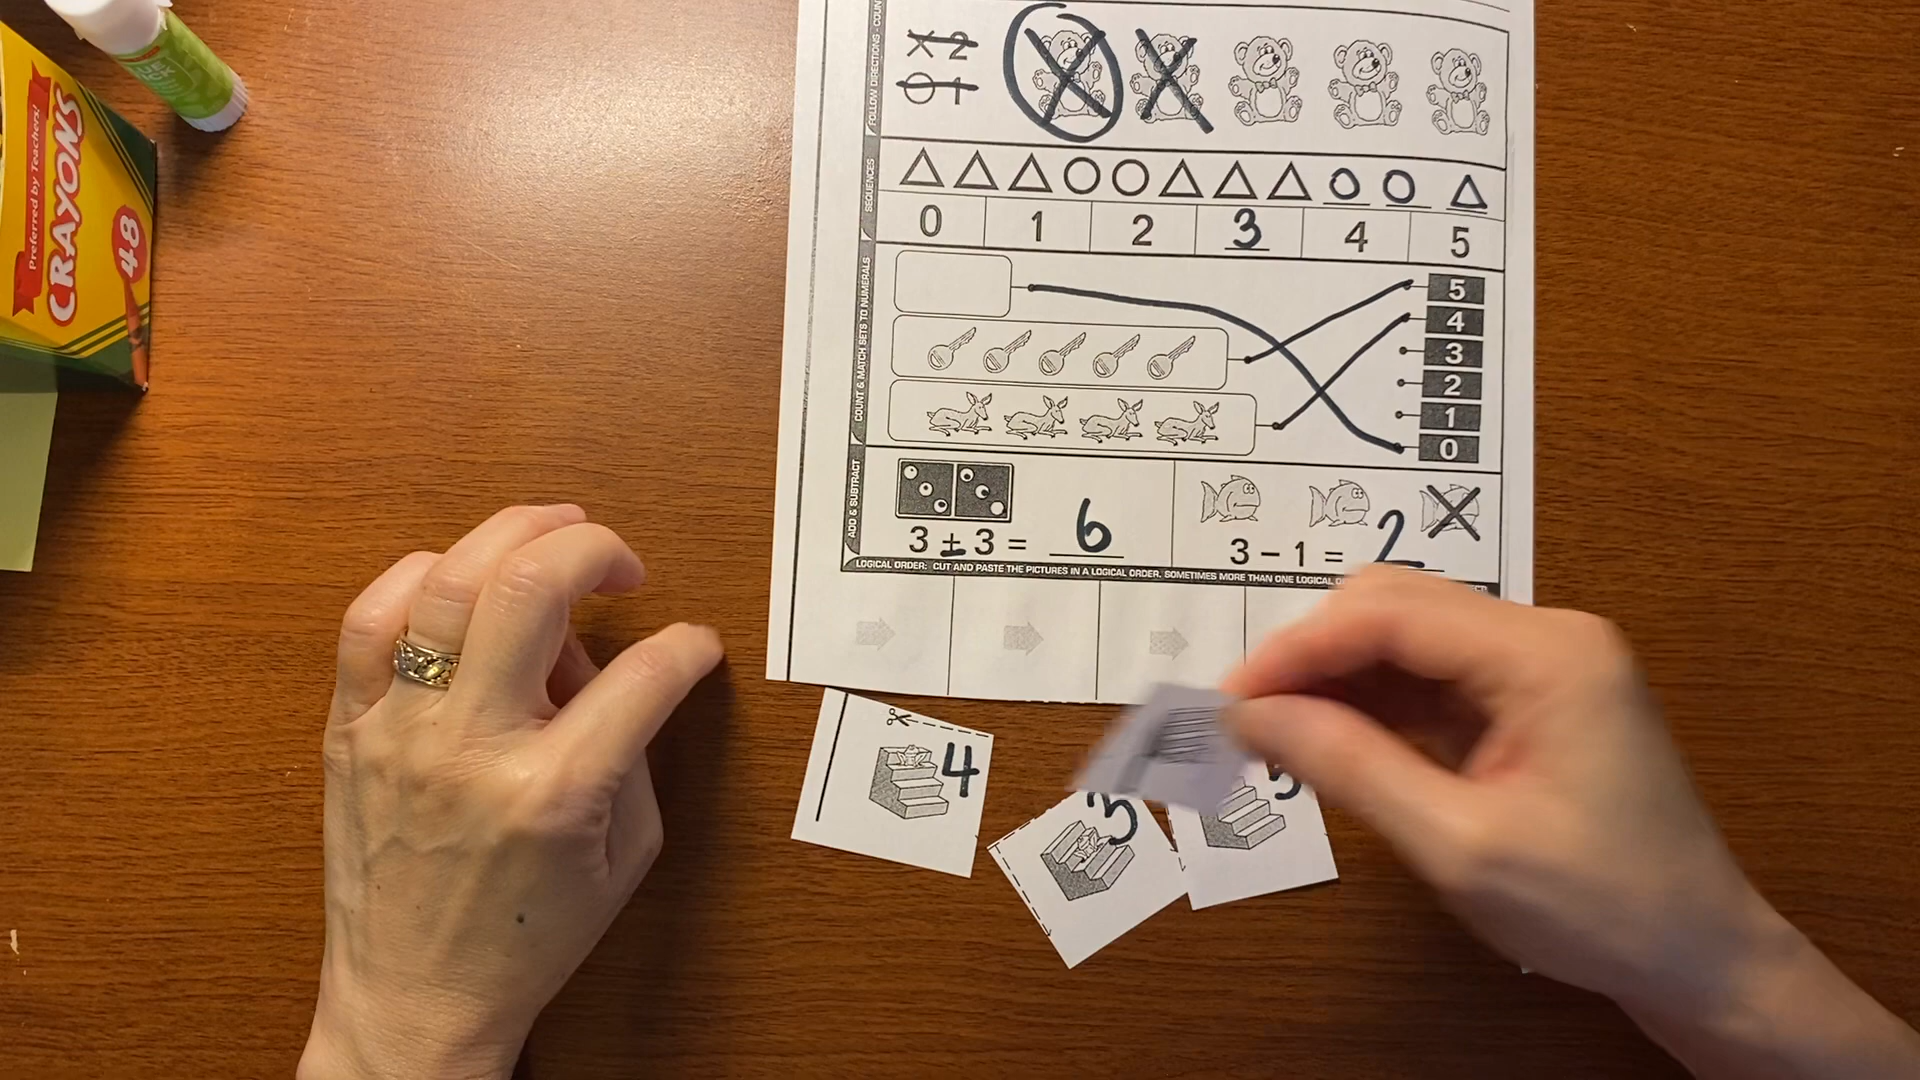 Preferred by Teachers!
CRAYONS
48
FOLLOW DIRECTIONS - COUN
X 2
O 1
SEQUENCES
0 1 2 3 4 5
COUNT & MATCH SETS TO NUMERALS
5
4
3
2
1
0
ADD & SUBTRACT
3 ± 3 = 6
3 - 1 = 2
LOGICAL ORDER: CUT AND PASTE THE PICTURES IN A LOGICAL ORDER. SOMETIMES MORE THAN ONE LOGICAL
4
3